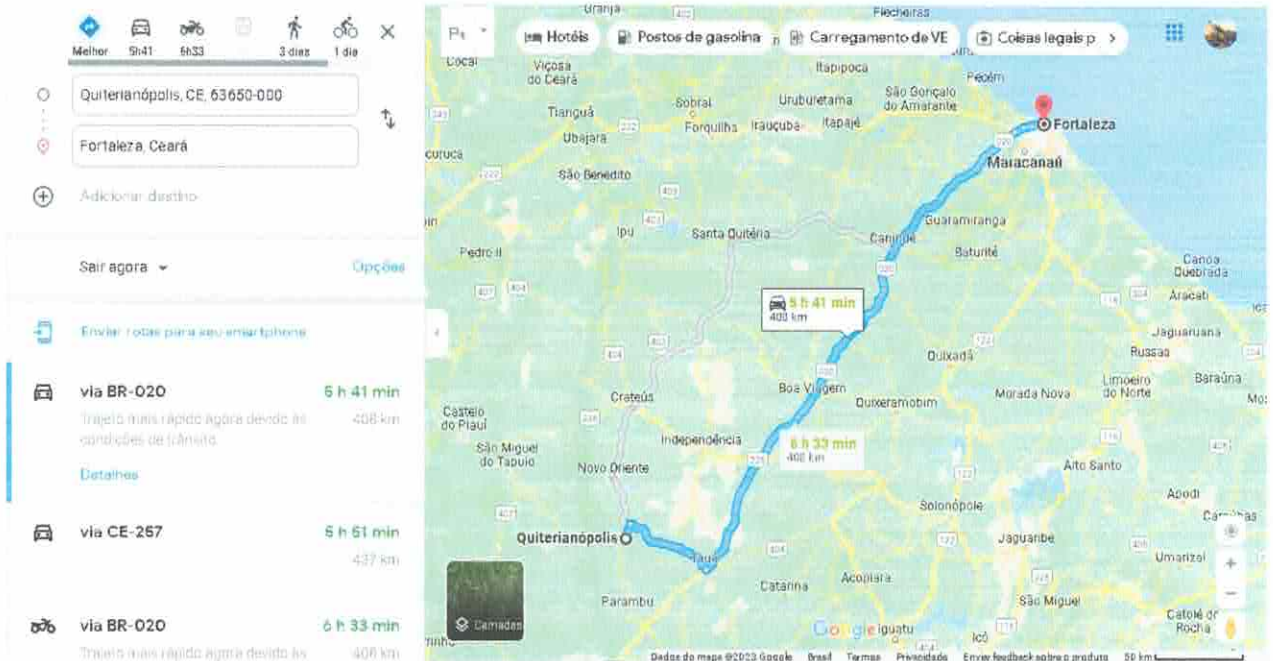 Melhor 5h41 6h33 3 dias 1 dia
Quiterianópolis, CE, 63650-000
Fortaleza, Ceará
Adicionar destino
Sair agora
Opções
Enviar rotas para seu smartphone
via BR-020
5 h 41 min
Trajeto mais rápido agora devido às
condições de trânsito
406 km
Detalhes
via CE-257
5 h 51 min
437 km
via BR-020
6 h 33 min
Trajeto mais rápido agora devido às
406 km
Hotéis
Postos de gasolina
Carregamento de VE
Coisas legais p
Granja
Flecheiras
Cocal
Viçosa
do Ceará
Itapipoca
Pecém
Tianguá
Sobral
Uruburetama
São Gonçalo
do Amarante
Forquilha
Irauçuba
Itapajé
Fortaleza
Ubajara
Maracanaú
São Benedito
Guaramiranga
Ipu
Santa Quitéria
Canindé
Baturité
Pedro II
Canoa
Quebrada
Aracati
5 h 41 min
406 km
Jaguaruana
Quixadá
Russas
Boa Viagem
Crateús
Quixeramobim
Morada Nova
Limoeiro
do Norte
Baraúna
Castelo
do Piauí
Independência
6 h 33 min
406 km
São Miguel
do Tapuio
Novo Oriente
Alto Santo
Apodi
Solonópole
Quiterianópolis
Jaguaribe
Tauá
Umarizal
Catarina
Acopiara
Parambu
São Miguel
Catolé do
Rocha
Camadas
Google
Iguatu
Icó
Dados do mapa ©2023 Google Brasil Termos Privacidade Enviar feedback sobre o produto 50 km